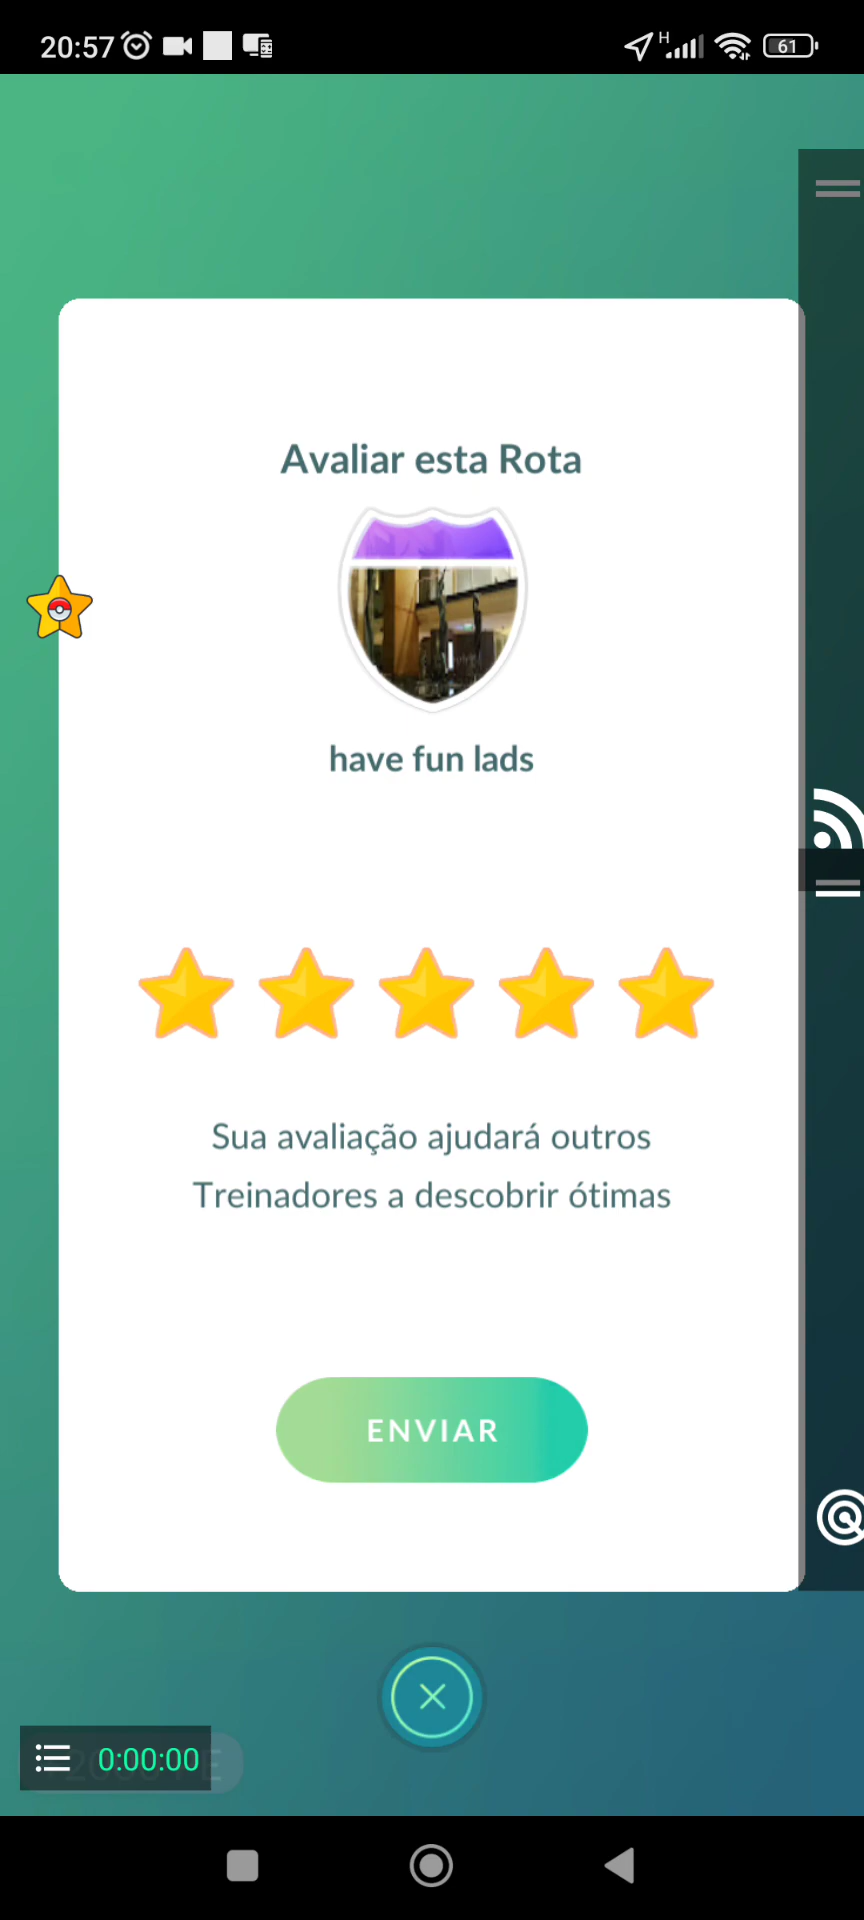 20:57
H
61
Avaliar esta Rota
have fun lads
Sua avaliação ajudará outros
Treinadores a descobrir ótimas
ENVIAR
0:00:00